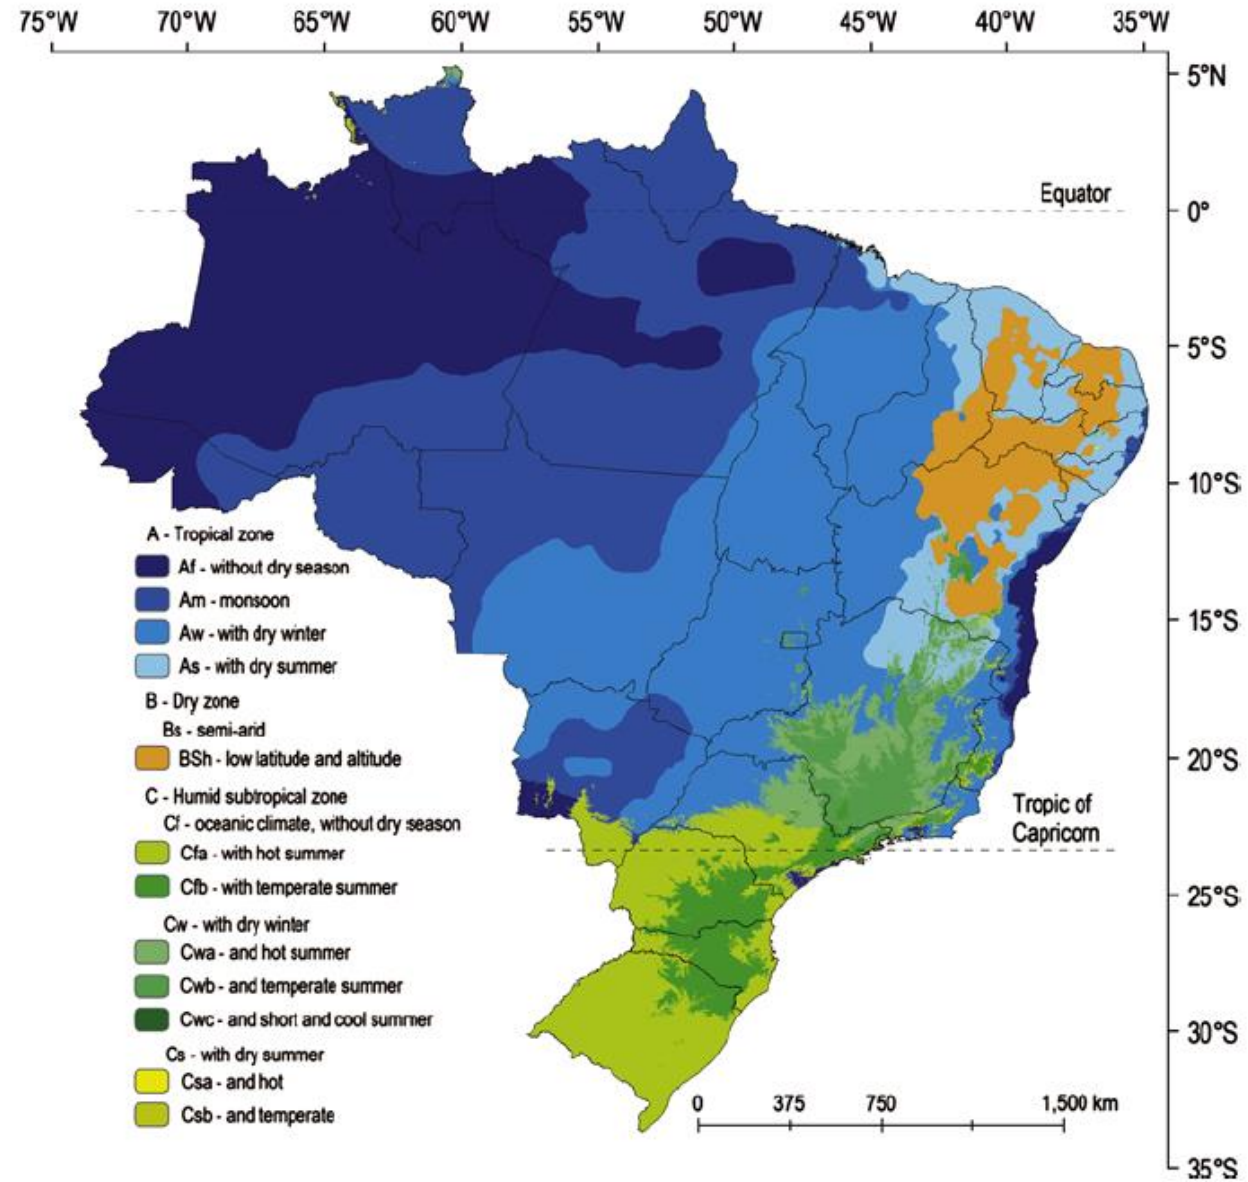 75°W 70°W 65°W 60°W 55°W 50°W 45°W 40°W 35°W
5°N
Equator
0°
5°S
10°S
15°S
20°S
Tropic of
Capricorn
25°S
30°S
35°S
A - Tropical zone
Af - without dry season
Am - monsoon
Aw - with dry winter
As - with dry summer
B - Dry zone
Bs - semi-arid
BSh - low latitude and altitude
C - Humid subtropical zone
Cf - oceanic climate, without dry season
Cfa - with hot summer
Cfb - with temperate summer
Cw - with dry winter
Cwa - and hot summer
Cwb - and temperate summer
Cwc - and short and cool summer
Cs - with dry summer
Csa - and hot
Csb - and temperate
0 375 750 1,500 km